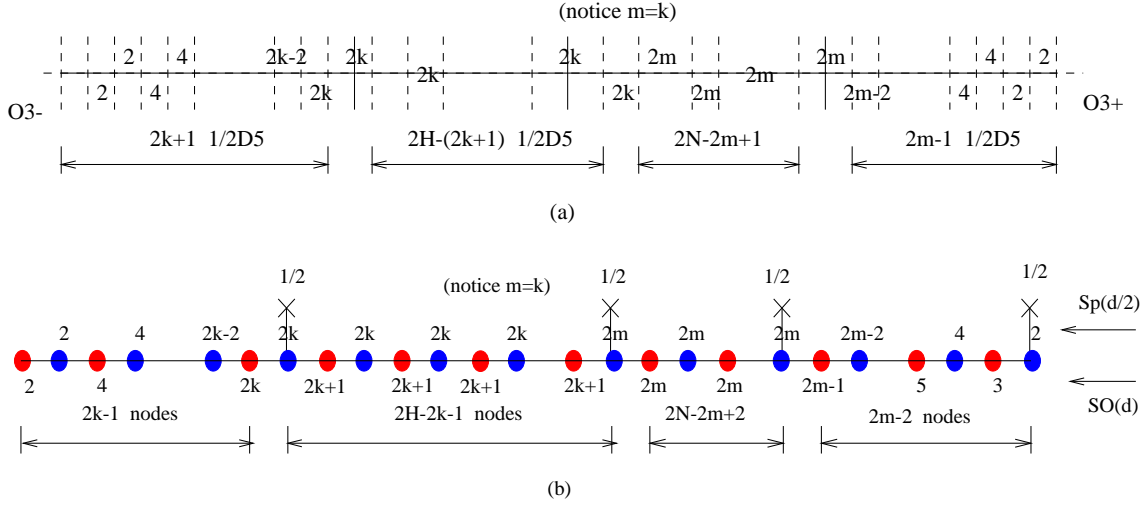 (notice m=k)
2 4 2k-2 2k 2k 2m 2m 4 2
2k 2m
2 4 2k 2k 2m 2m-2 4 2
O3- O3+
2k+1 1/2D5 2H-(2k+1) 1/2D5 2N-2m+1 2m-1 1/2D5
(a)
1/2 (notice m=k) 1/2 1/2 1/2
Sp(d/2)
2 4 2k-2 2k 2k 2k 2k 2m 2m 2m 2m-2 4 2
2 4 2k 2k+1 2k+1 2k+1 2k+1 2m 2m 2m-1 5 3
SO(d)
2k-1 nodes 2H-2k-1 nodes 2N-2m+2 2m-2 nodes
(b)